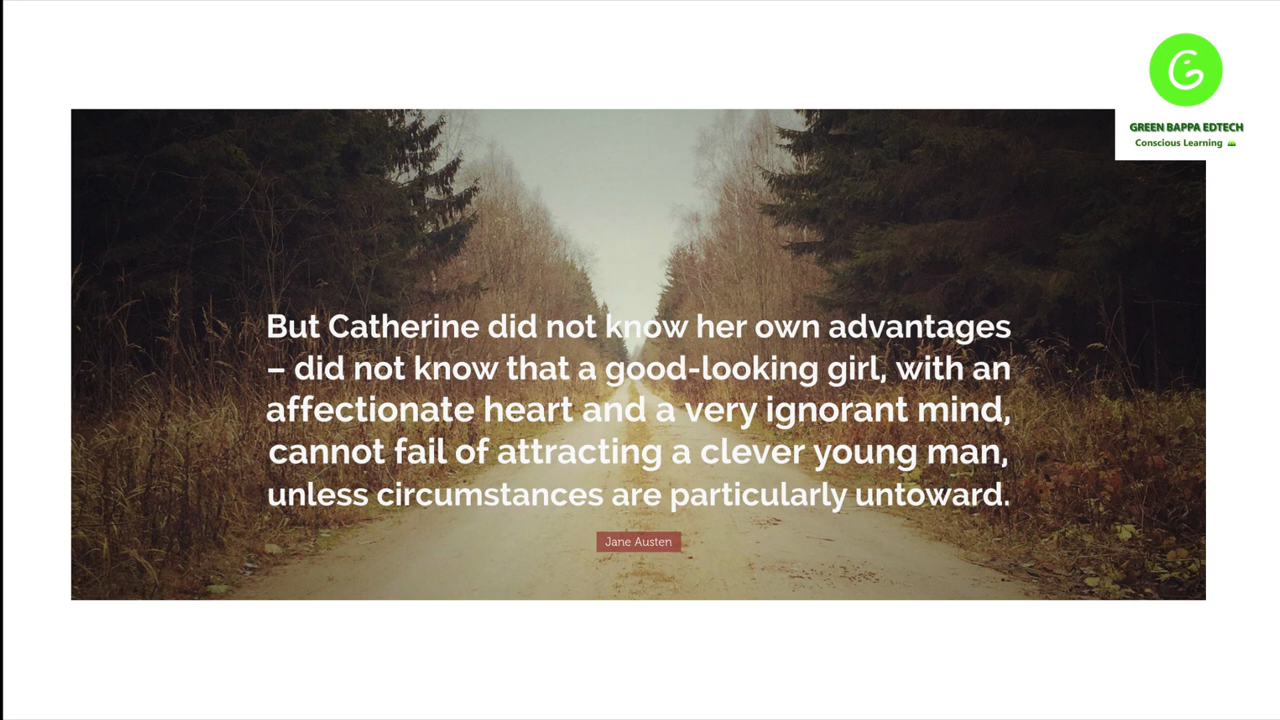 GREEN BAPPA EDTECH
Conscious Learning
But Catherine did not know her own advantages
– did not know that a good-looking girl, with an
affectionate heart and a very ignorant mind,
cannot fail of attracting a clever young man,
unless circumstances are particularly untoward.
Jane Austen